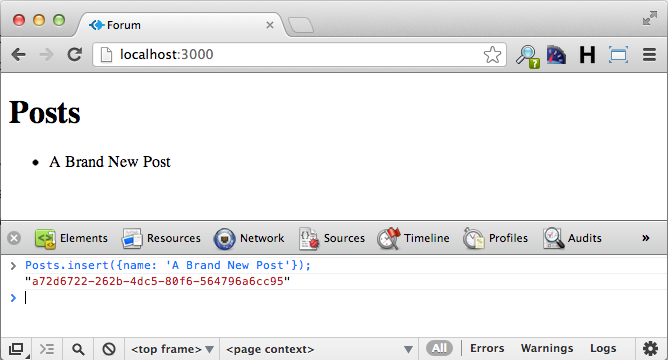 Forum
localhost:3000
Posts
• A Brand New Post
Elements Resources Network Sources Timeline Profiles Audits »
> Posts.insert({name: 'A Brand New Post'});
"a72d6722-262b-4dc5-80f6-564796a6cc95"
>
<top frame> <page context> All Errors Warnings Logs